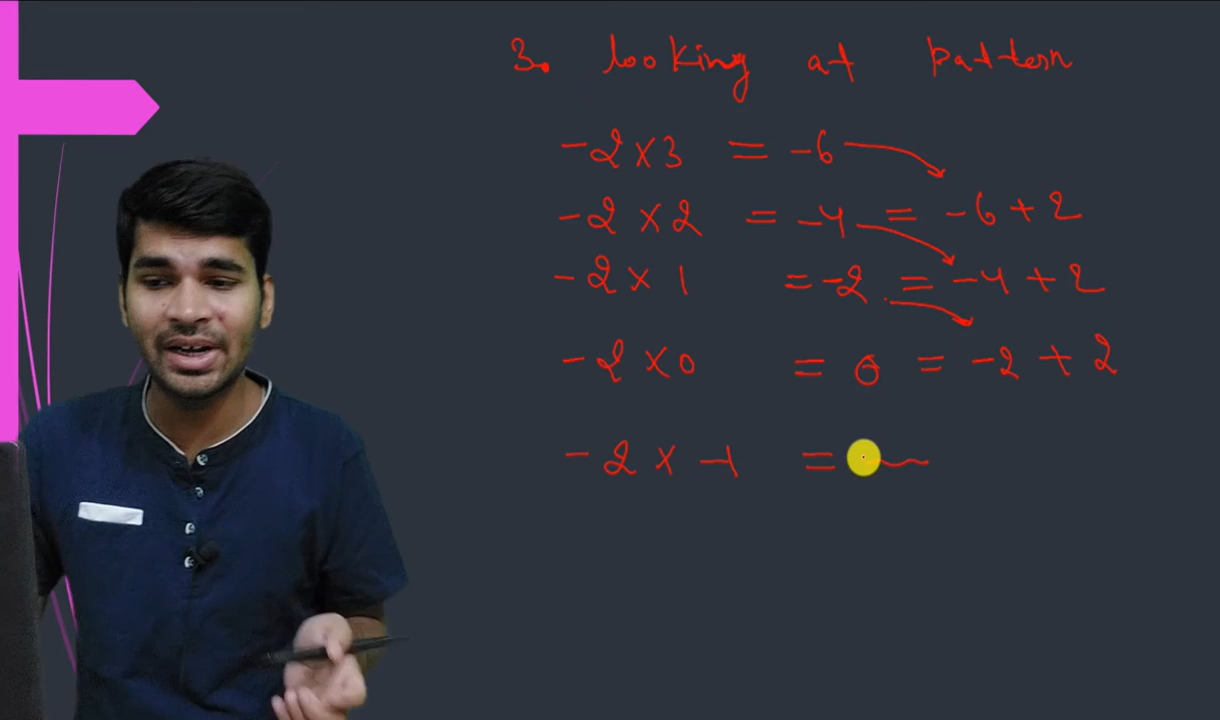 3. looking at pattern
-2 × 3 = -6
-2 × 2 = -4 = -6 + 2
-2 × 1 = -2 = -4 + 2
-2 × 0 = 0 = -2 + 2
-2 × -1 =